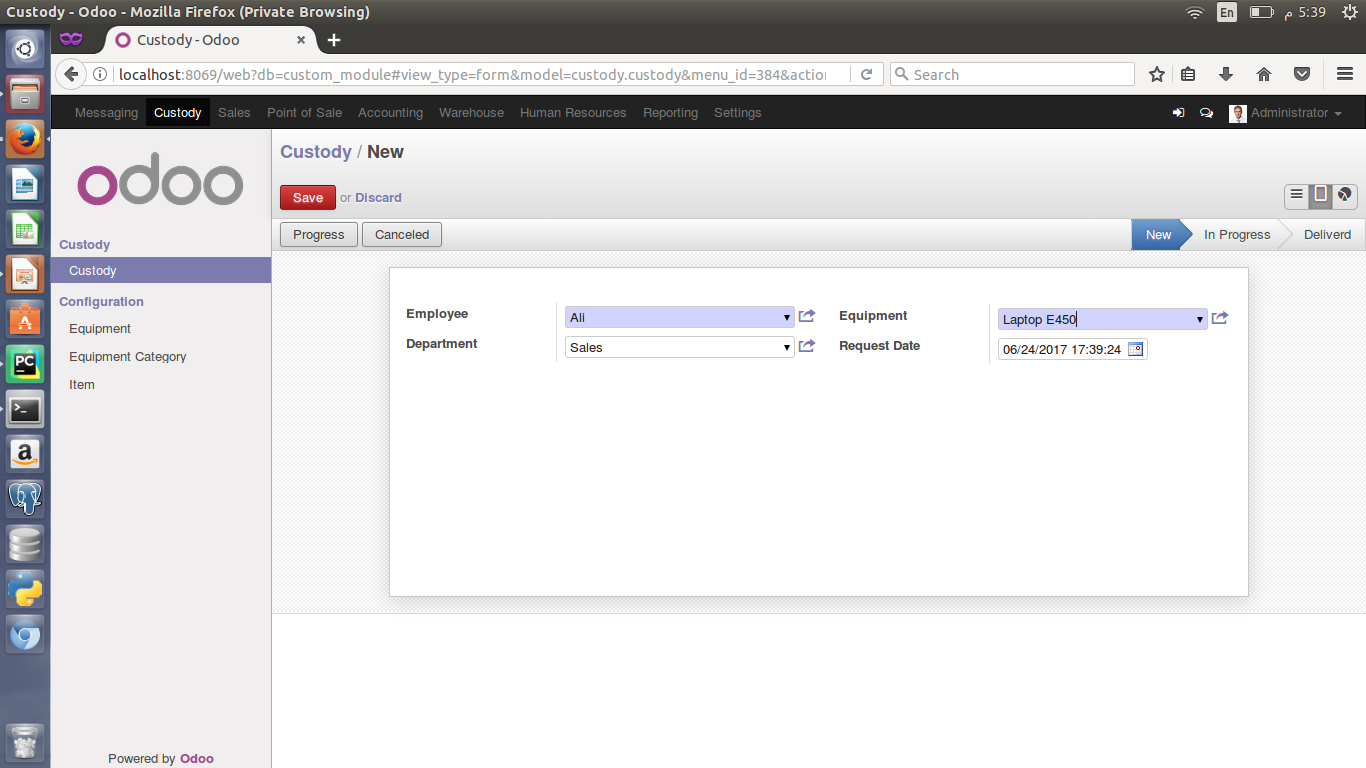 Custody - Odoo - Mozilla Firefox (Private Browsing)
En
5:39 م
Custody - Odoo
localhost:8069/web?db=custom_module#view_type=form&model=custody.custody&menu_id=384&action
Search
Messaging Custody Sales Point of Sale Accounting Warehouse Human Resources Reporting Settings
Administrator
odoo
Custody
Custody
Configuration
Equipment
Equipment Category
Item
Powered by Odoo
Custody / New
Save or Discard
Progress Canceled
New In Progress Deliverd
Employee Ali
Department Sales
Equipment Laptop E450
Request Date 06/24/2017 17:39:24
PC